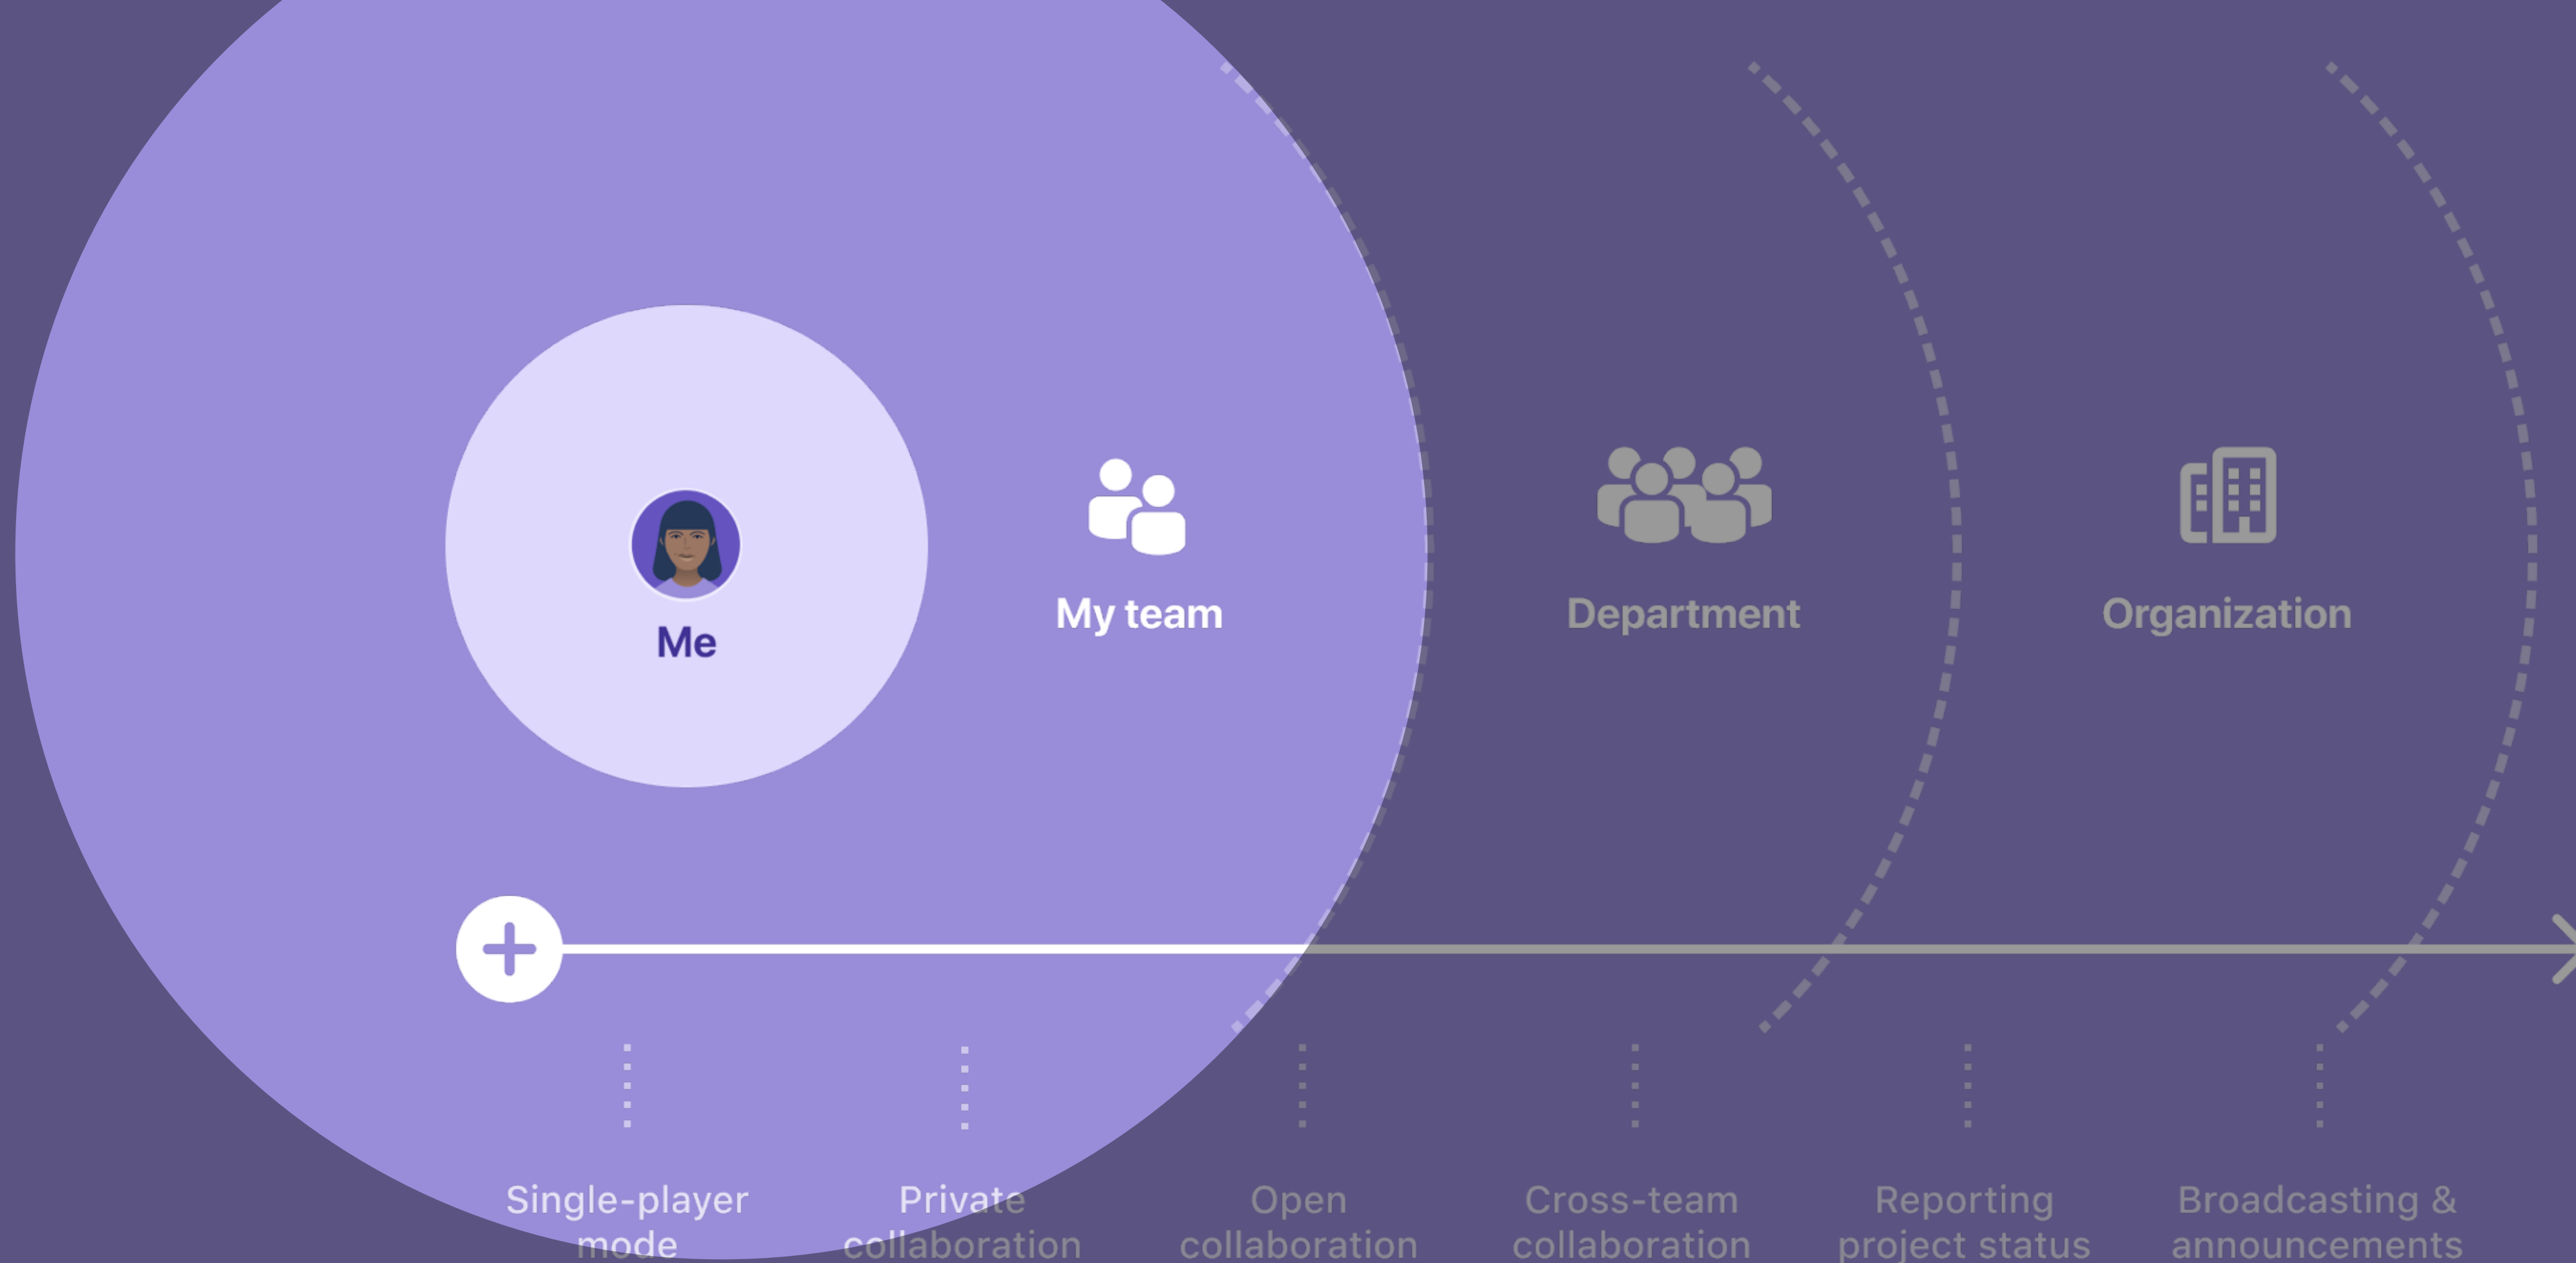 Me
My team
Department
Organization
Single-player
mode
Private
collaboration
Open
collaboration
Cross-team
collaboration
Reporting
project status
Broadcasting &
announcements